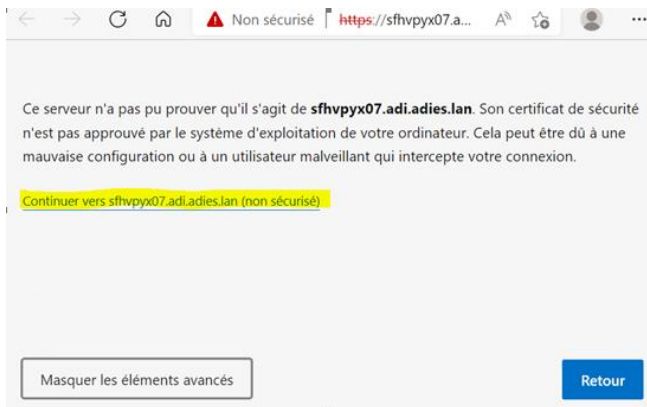 Non sécurisé https://sfhvpyx07.a...
Ce serveur n'a pas pu prouver qu'il s'agit de sfhvpyx07.adi.adies.lan. Son certificat de sécurité
n'est pas approuvé par le système d'exploitation de votre ordinateur. Cela peut être dû à une
mauvaise configuration ou à un utilisateur malveillant qui intercepte votre connexion.
Continuer vers sfhvpyx07.adi.adies.lan (non sécurisé)
Masquer les éléments avancés Retour